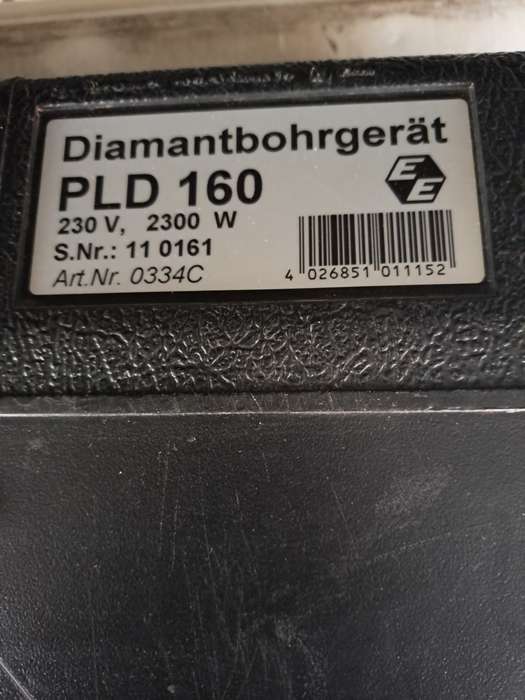 Diamantbohrgerät
PLD 160
E E
230 V, 2300 W
S.Nr.: 11 0161
Art.Nr. 0334C
4 026851 011152